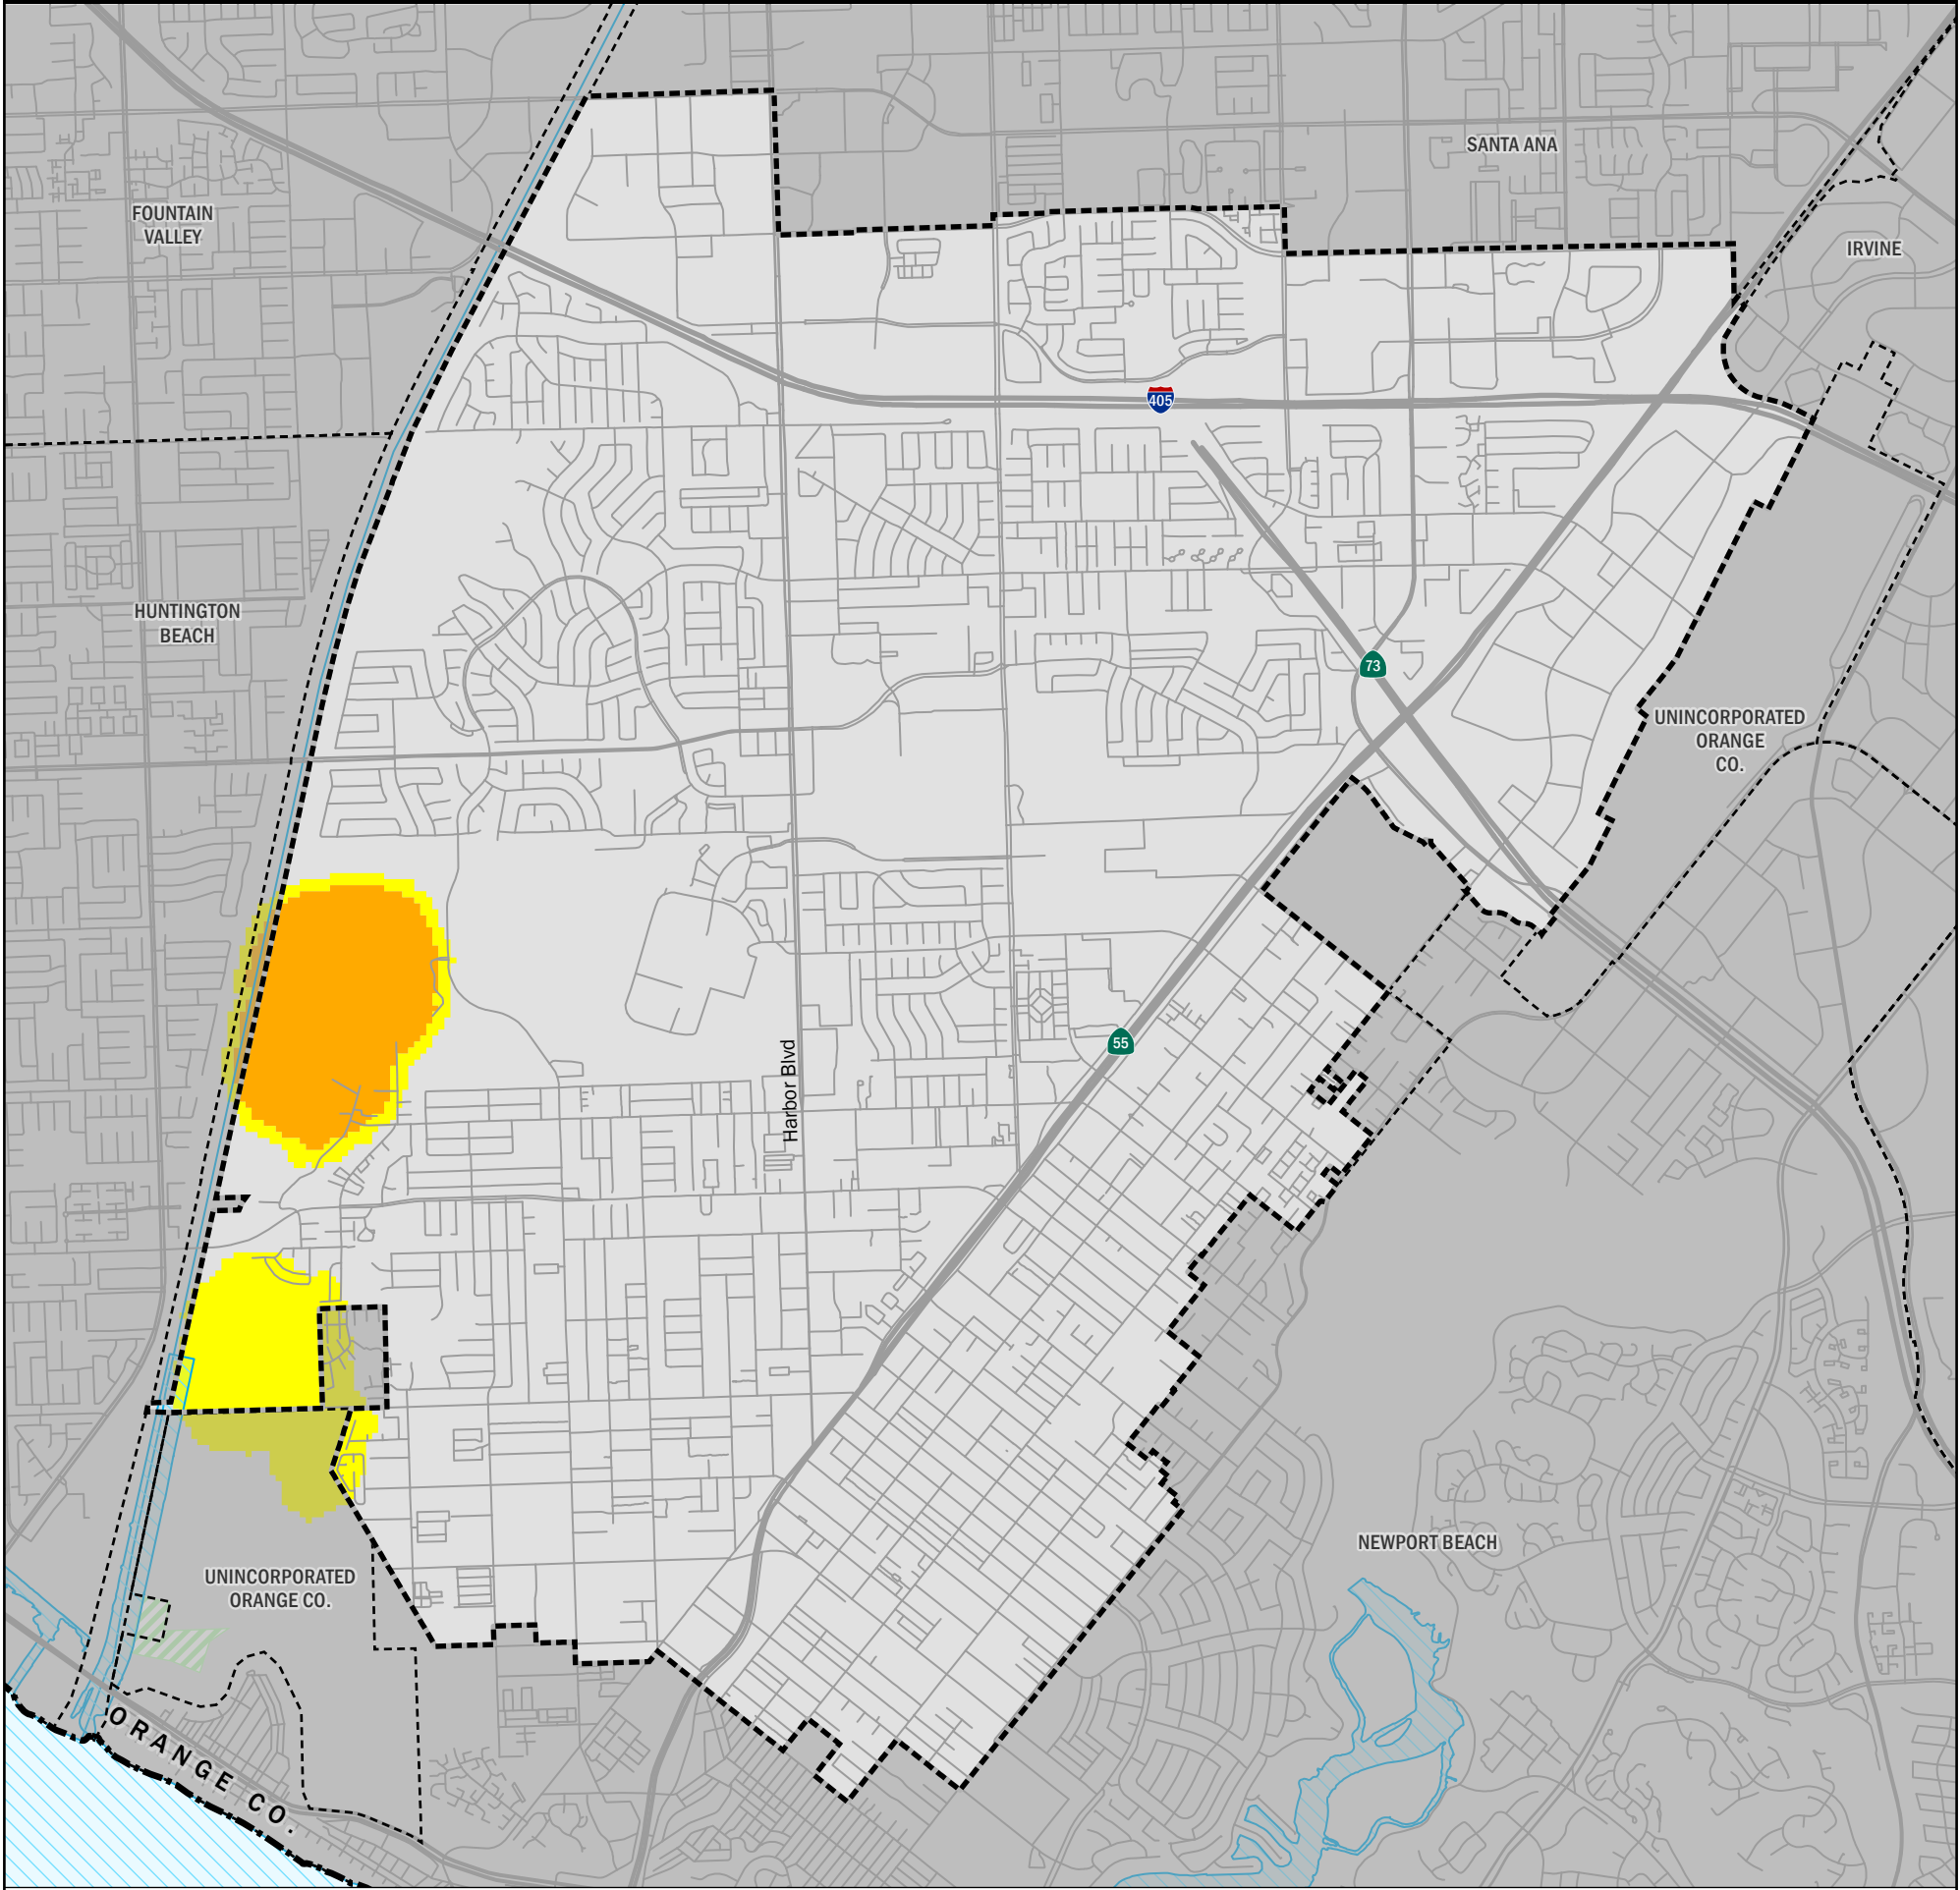 SANTA ANA
FOUNTAIN
VALLEY
IRVINE
405
HUNTINGTON
BEACH
73
UNINCORPORATED
ORANGE
CO.
55
Harbor Blvd
NEWPORT BEACH
UNINCORPORATED
ORANGE CO.
ORANGE CO.